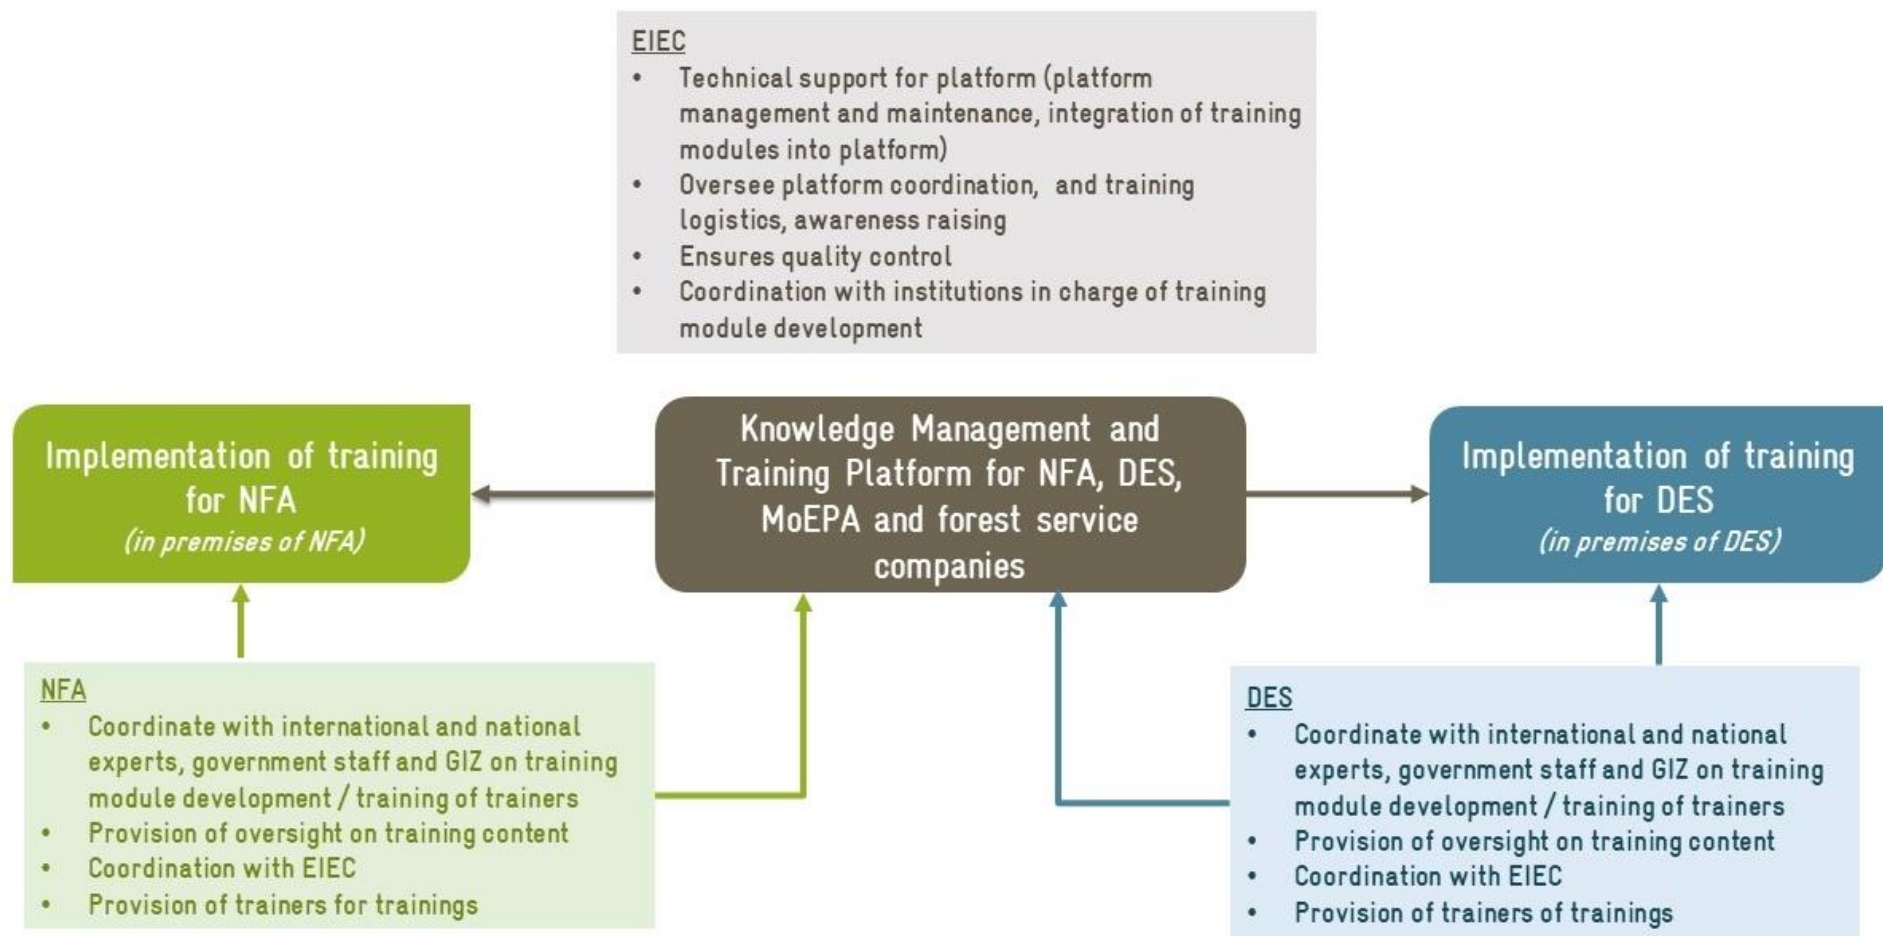 EIEC
• Technical support for platform (platform
management and maintenance, integration of training
modules into platform)
• Oversee platform coordination, and training
logistics, awareness raising
• Ensures quality control
• Coordination with institutions in charge of training
module development
Implementation of training
for NFA
(in premises of NFA)
Knowledge Management and
Training Platform for NFA, DES,
MoEPA and forest service
companies
Implementation of training
for DES
(in premises of DES)
NFA
• Coordinate with international and national
experts, government staff and GIZ on training
module development / training of trainers
• Provision of oversight on training content
• Coordination with EIEC
• Provision of trainers for trainings
DES
• Coordinate with international and national
experts, government staff and GIZ on training
module development / training of trainers
• Provision of oversight on training content
• Coordination with EIEC
• Provision of trainers of trainings